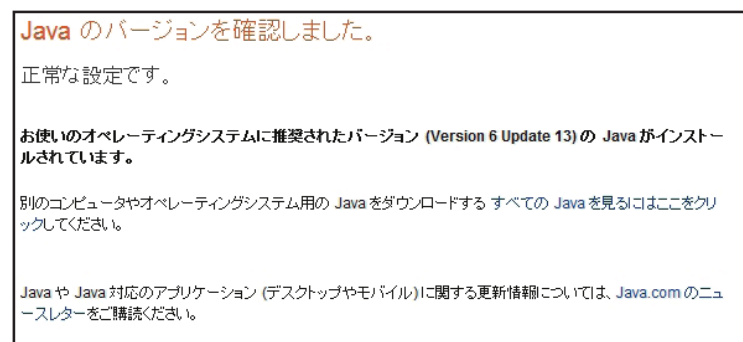 Java のバージョンを確認しました。
正常な設定です。
お使いのオペレーティングシステムに推奨されたバージョン (Version 6 Update 13) の Java がインストー
ルされています。
別のコンピュータやオペレーティングシステム用の Java をダウンロードする すべての Java を見るにはここをクリ
ックしてください。
Java や Java 対応のアプリケーション (デスクトップやモバイル) に関する更新情報については、Java.com のニュ
ースレターをご購読ください。